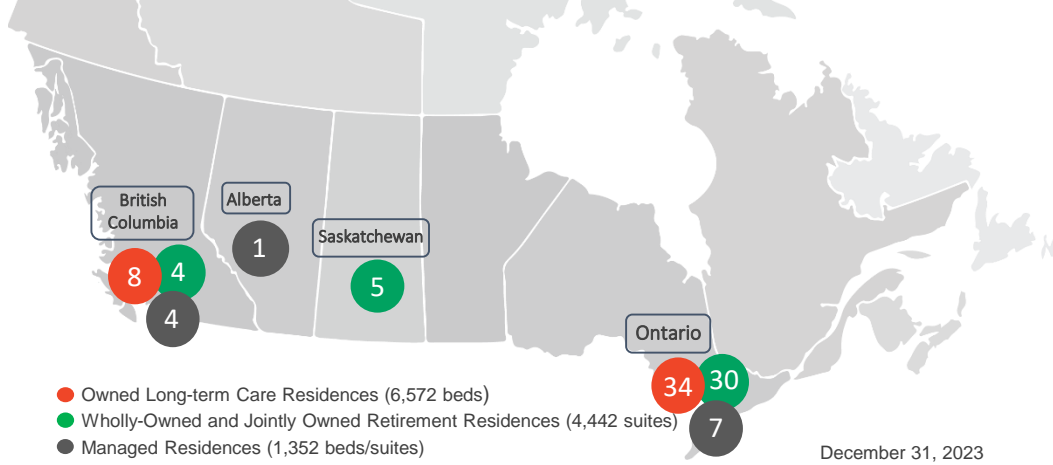 British
Columbia
8
4
4
Alberta
1
Saskatchewan
5
Ontario
34
30
7
Owned Long-term Care Residences (6,572 beds)
Wholly-Owned and Jointly Owned Retirement Residences (4,442 suites)
Managed Residences (1,352 beds/suites)
December 31, 2023